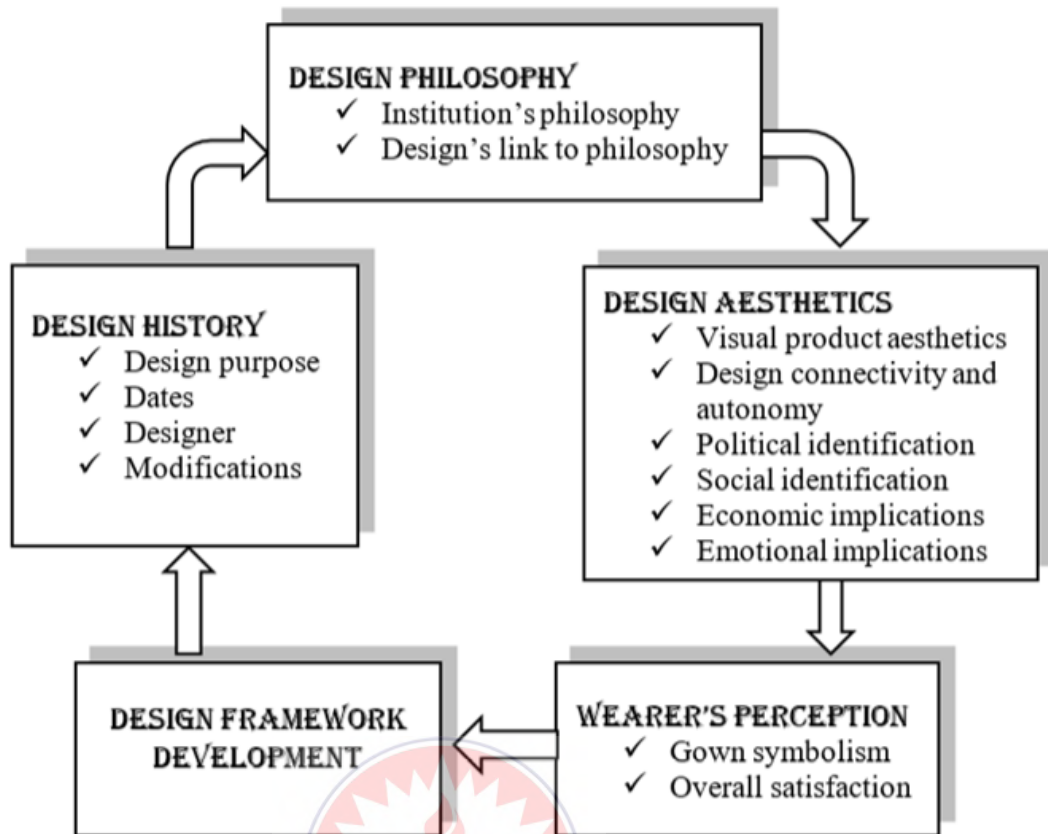 DESIGN PHILOSOPHY
✓ Institution's philosophy
✓ Design's link to philosophy
DESIGN HISTORY
✓ Design purpose
✓ Dates
✓ Designer
✓ Modifications
DESIGN AESTHETICS
✓ Visual product aesthetics
✓ Design connectivity and
autonomy
✓ Political identification
✓ Social identification
✓ Economic implications
✓ Emotional implications
DESIGN FRAMEWORK
DEVELOPMENT
WEARER'S PERCEPTION
✓ Gown symbolism
✓ Overall satisfaction